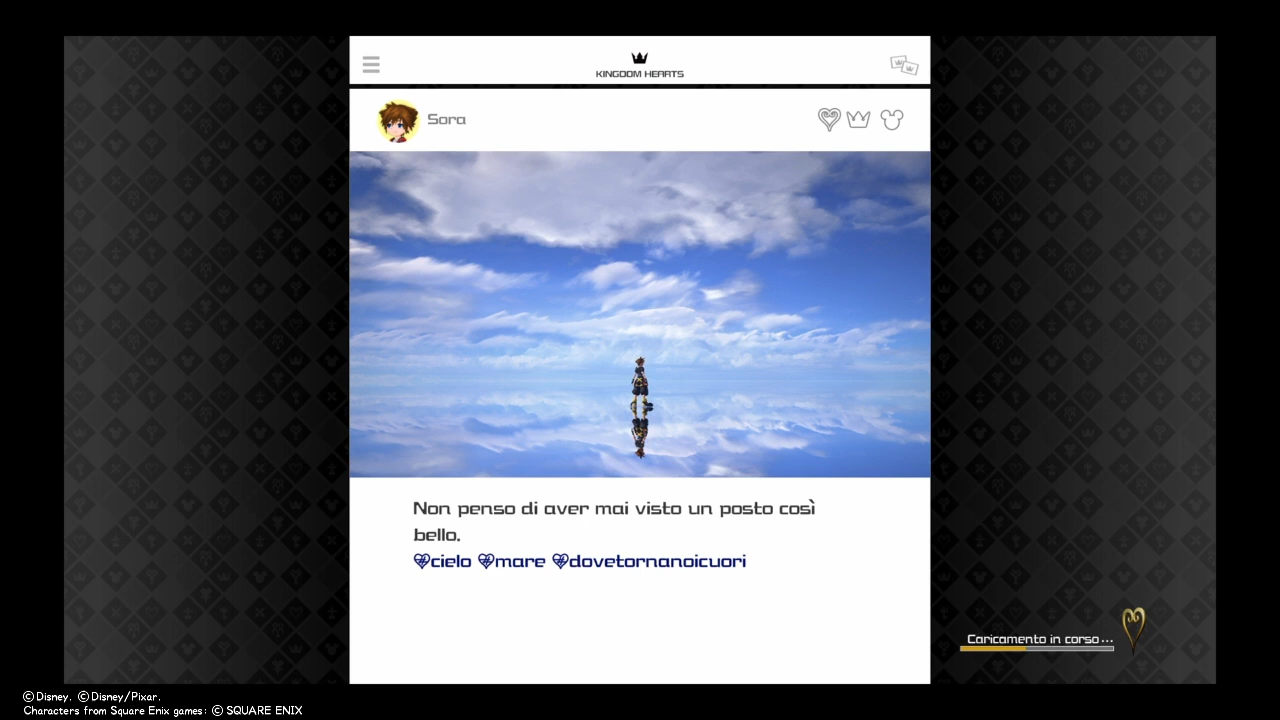 KINGDOM HEARTS
Sora
Non penso di aver mai visto un posto così
bello.
#cielo #mare #dovetornanoicuori
Caricamento in corso...
©Disney. ©Disney/Pixar.
Characters from Square Enix games: © SQUARE ENIX